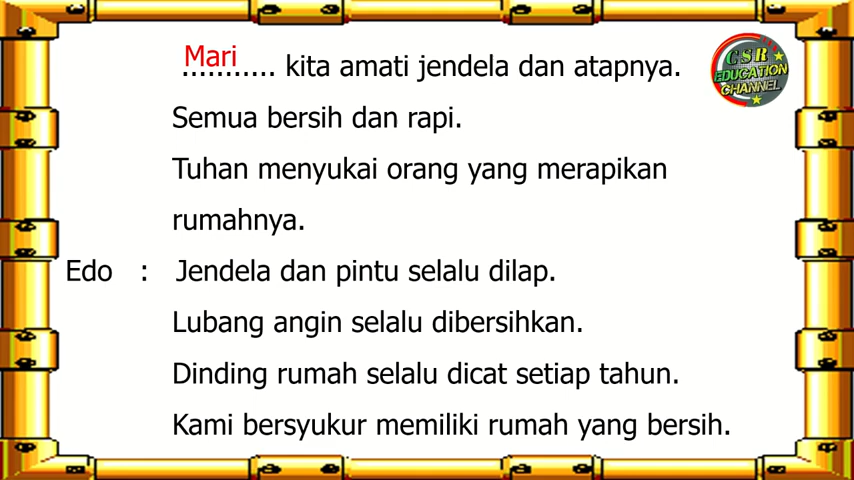 Mari
........... kita amati jendela dan atapnya.
Semua bersih dan rapi.
Tuhan menyukai orang yang merapikan
rumahnya.
Edo : Jendela dan pintu selalu dilap.
Lubang angin selalu dibersihkan.
Dinding rumah selalu dicat setiap tahun.
Kami bersyukur memiliki rumah yang bersih.
CSR
EDUCATION
CHANNEL